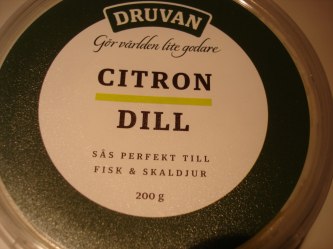 DRUVAN
Gör världen lite godare
CITRON
DILL
SÅS PERFEKT TILL
FISK & SKALDJUR
200 g